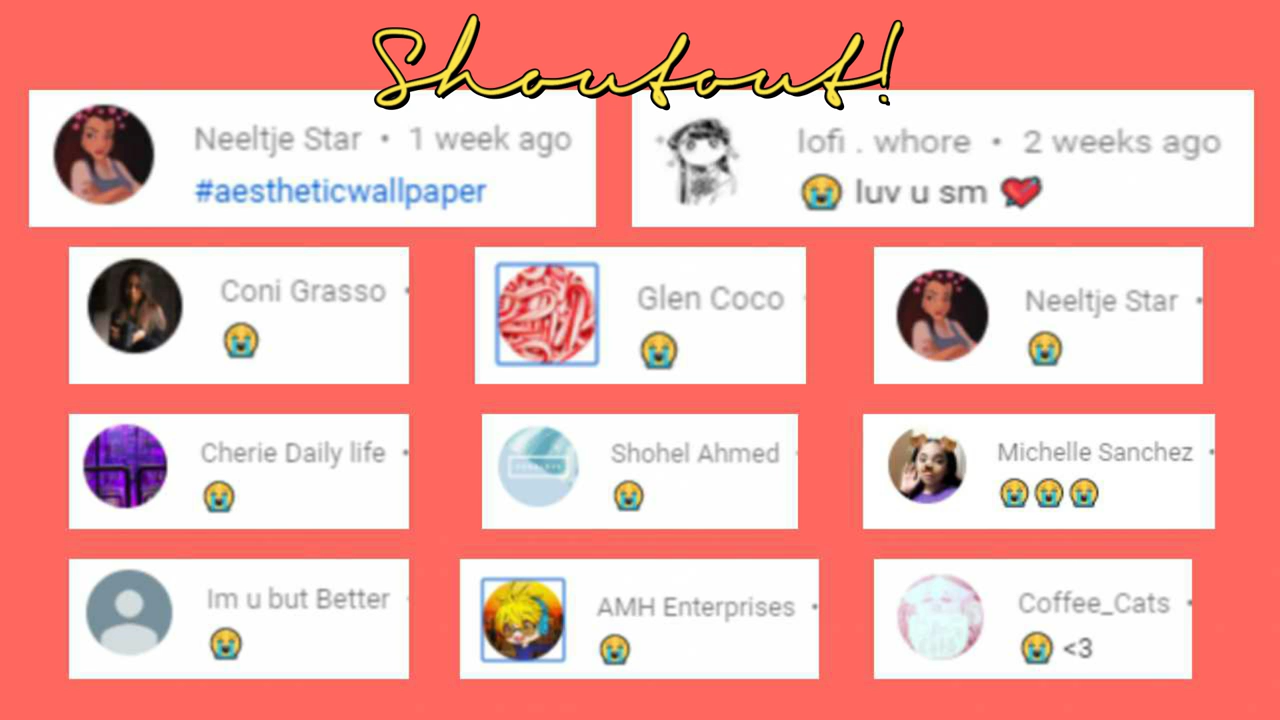 Shoutout!
Neeltje Star • 1 week ago
#aestheticwallpaper
lofi . whore • 2 weeks ago
😭 luv u sm 💘
Coni Grasso •
😭
Glen Coco
😭
Neeltje Star •
😭
Cherie Daily life •
😭
Shohel Ahmed
😭
Michelle Sanchez •
😭😭😭
Im u but Better
😭
AMH Enterprises •
😭
Coffee_Cats •
😭 <3